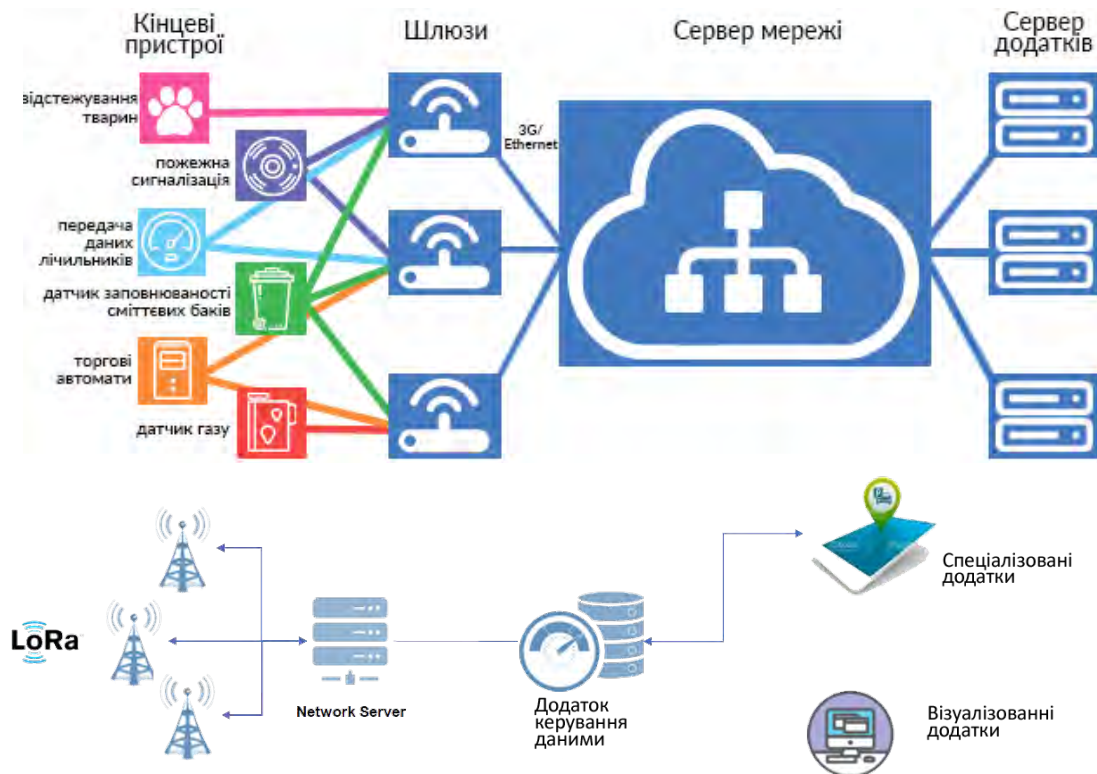 Кінцеві
пристрої
Шлюзи
Сервер мережі
Сервер
додатків
відстежування
тварин
3G/
Ethernet
пожежна
сигналізація
передача
даних
лічильників
датчик заповнюваності
сміттєвих баків
торгові
автомати
датчик газу
LoRa
Network Server
Додаток
керування
даними
Спеціалізовані
додатки
Візуалізованні
додатки